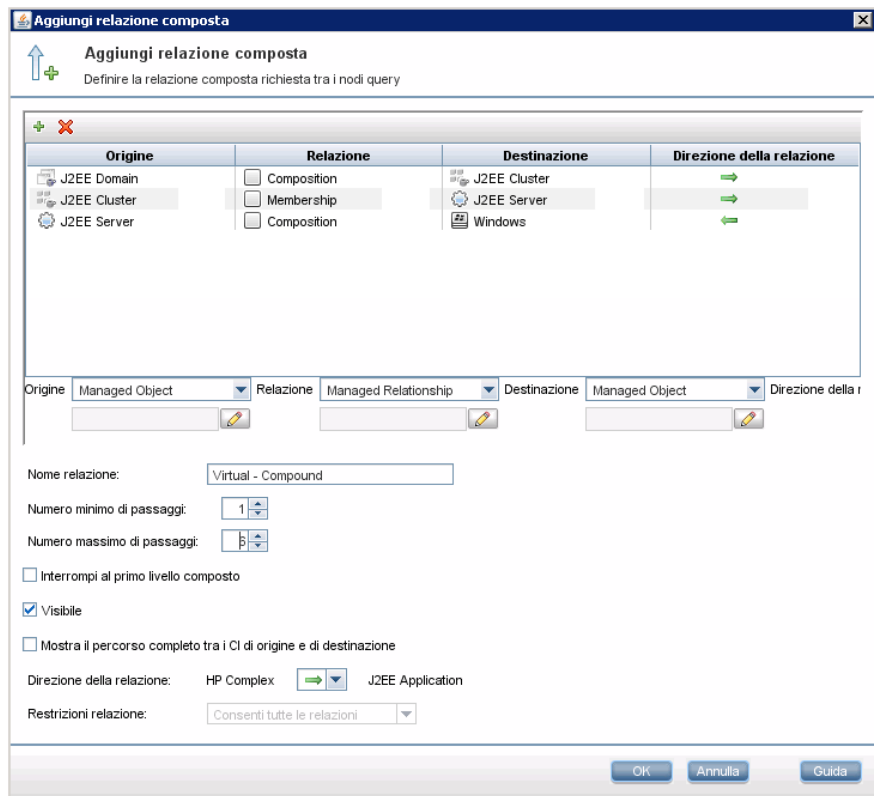 Aggiungi relazione composta
Aggiungi relazione composta
Definire la relazione composta richiesta tra i nodi query
Origine Relazione Destinazione Direzione della relazione
J2EE Domain Composition J2EE Cluster
J2EE Cluster Membership J2EE Server
J2EE Server Composition Windows
Origine Managed Object Relazione Managed Relationship Destinazione Managed Object Direzione della r
Nome relazione: Virtual - Compound
Numero minimo di passaggi: 1
Numero massimo di passaggi: 6
Interrompi al primo livello composto
Visibile
Mostra il percorso completo tra i CI di origine e di destinazione
Direzione della relazione: HP Complex J2EE Application
Restrizioni relazione: Consenti tutte le relazioni
OK Annulla Guida